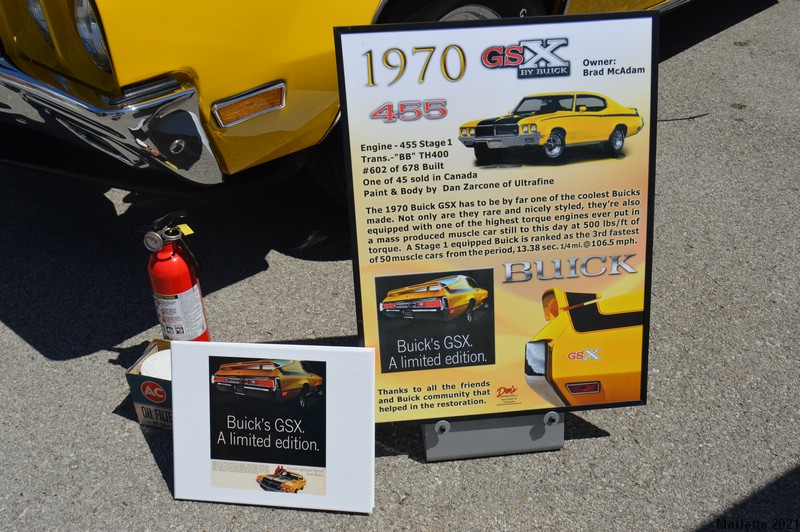 1970
GSX
BY BUICK
Owner:
Brad McAdam
455
Engine - 455 Stage 1
Trans.-"BB" TH400
#602 of 678 Built
One of 45 sold in Canada
Paint & Body by Dan Zarcone of Ultrafine
The 1970 Buick GSX has to be by far one of the coolest Buicks
made. Not only are they rare and nicely styled, they're also
equipped with one of the highest torque engines ever put in
a mass produced muscle car still to this day at 500 lbs/ft of
torque. A Stage 1 equipped Buick is ranked as the 3rd fastest
of 50 muscle cars from the period, 13.38 sec. 1/4 mi. @ 106.5 mph.
BUICK
Buick's GSX.
A limited edition.
GSX
Thanks to all the friends
and Buick community that
helped in the restoration.
Don's
AC
OIL FILTER
Buick's GSX.
A limited edition.
Marlette 2021